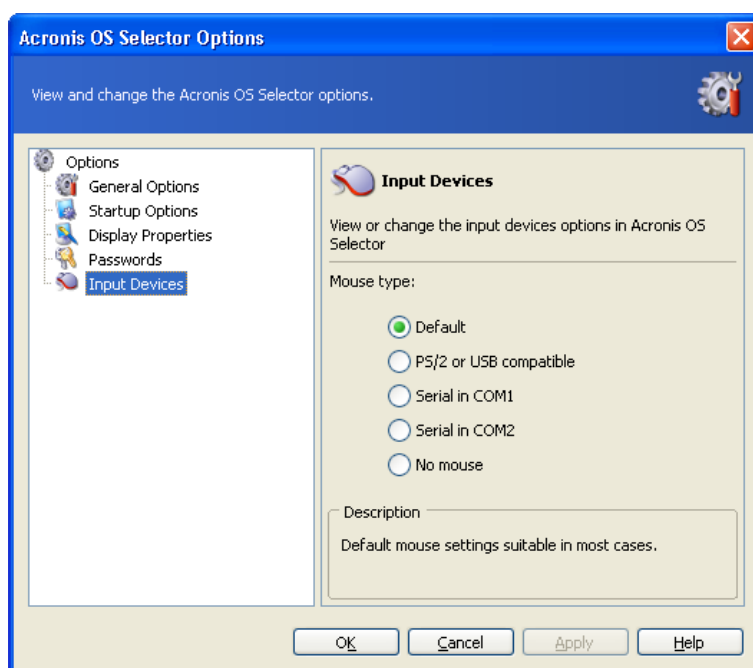 Acronis OS Selector Options
View and change the Acronis OS Selector options.
Options
General Options
Startup Options
Display Properties
Passwords
Input Devices
Input Devices
View or change the input devices options in Acronis OS
Selector
Mouse type:
Default
PS/2 or USB compatible
Serial in COM1
Serial in COM2
No mouse
Description
Default mouse settings suitable in most cases.
OK
Cancel
Apply
Help